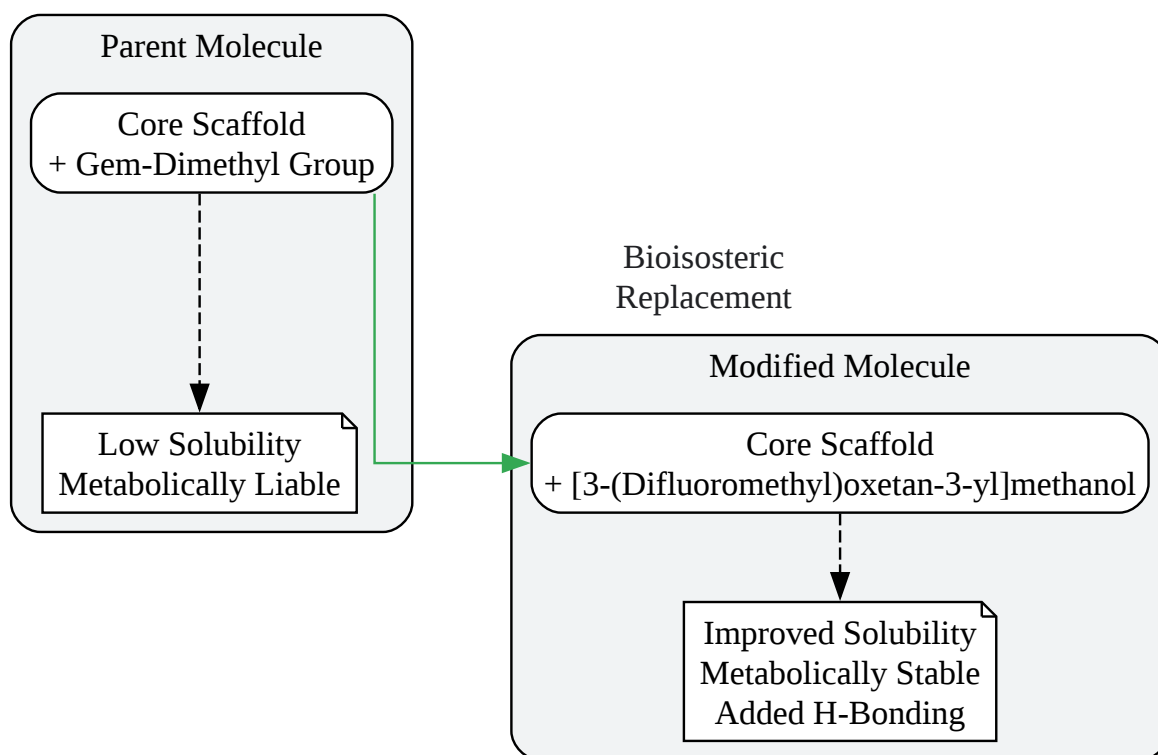 Parent Molecule
Core Scaffold
+ Gem-Dimethyl Group
Low Solubility
Metabolically Liable
Bioisosteric
Replacement
Modified Molecule
Core Scaffold
+ [3-(Difluoromethyl)oxetan-3-yl]methanol
Improved Solubility
Metabolically Stable
Added H-Bonding